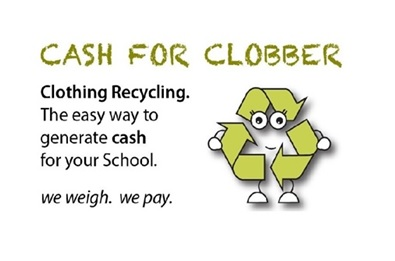 CASH FOR CLOBBER
Clothing Recycling.
The easy way to
generate cash
for your School.
we weigh. we pay.